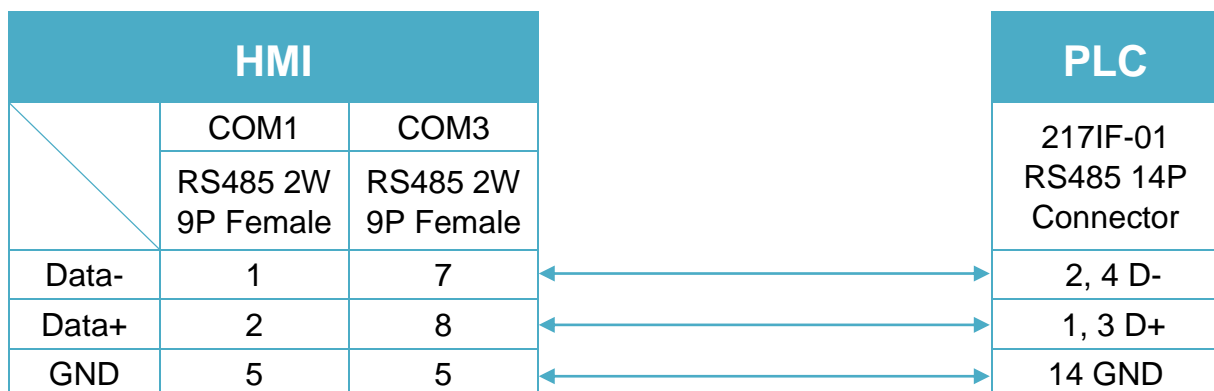 HMI PLC
COM1 COM3
217IF-01
RS485 14P
Connector
RS485 2W
9P Female
RS485 2W
9P Female
Data- 1 7 2, 4 D-
Data+ 2 8 1, 3 D+
GND 5 5 14 GND